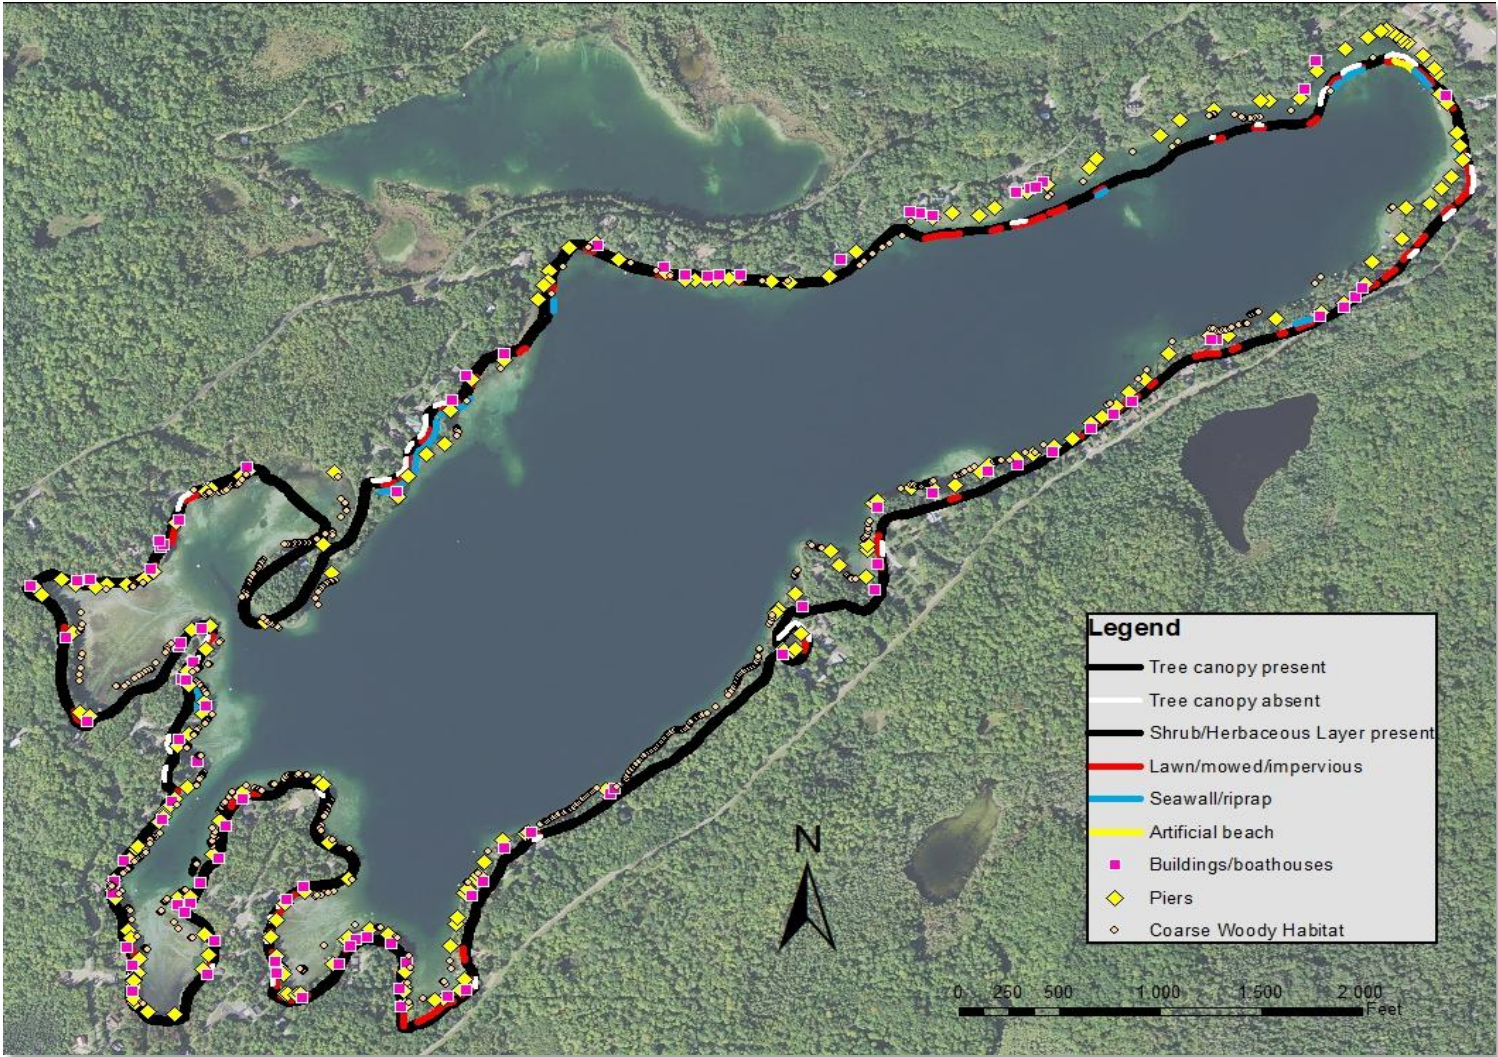 Legend
Tree canopy present
Tree canopy absent
Shrub/Herbaceous Layer present
Lawn/mowed/impervious
Seawall/riprap
Artificial beach
Buildings/boathouses
Piers
Coarse Woody Habitat
N
0 250 500 1,000 1,500 2,000
Feet